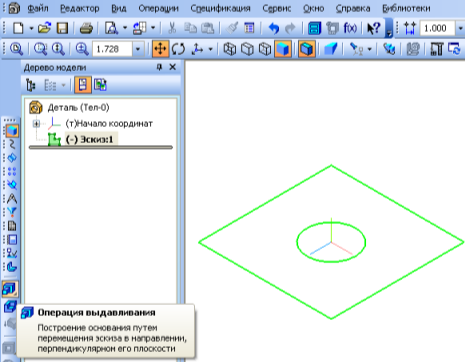 Файл Редактор Вид Операции Спецификация Сервис Окно Справка Библиотеки
f(x) 1.000
1.728
Дерево модели
Деталь (Тел-0)
(т)Начало координат
(-) Эскиз:1
Операция выдавливания
Построение основания путем
перемещения эскиза в направлении,
перпендикулярном его плоскости